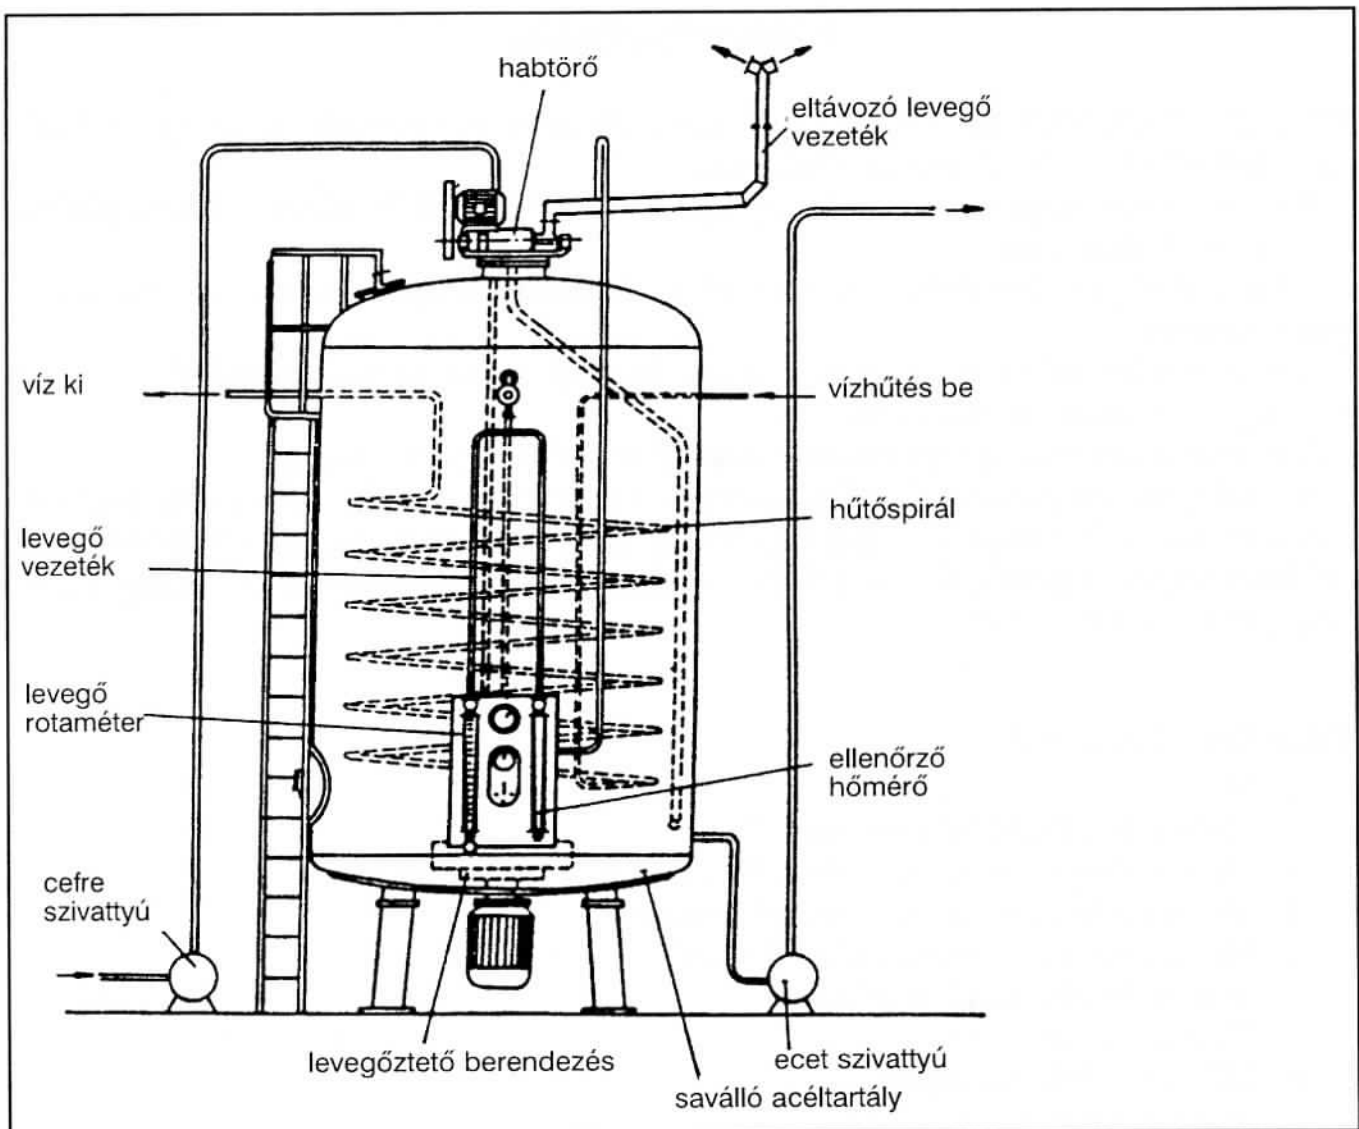 habtörő
eltávozó levegő
vezeték
víz ki
vízhűtés be
hűtőspirál
levegő
vezeték
levegő
rotaméter
ellenőrző
hőmérő
cefre
szivattyú
levegőztető berendezés
ecet szivattyú
saválló acéltartály